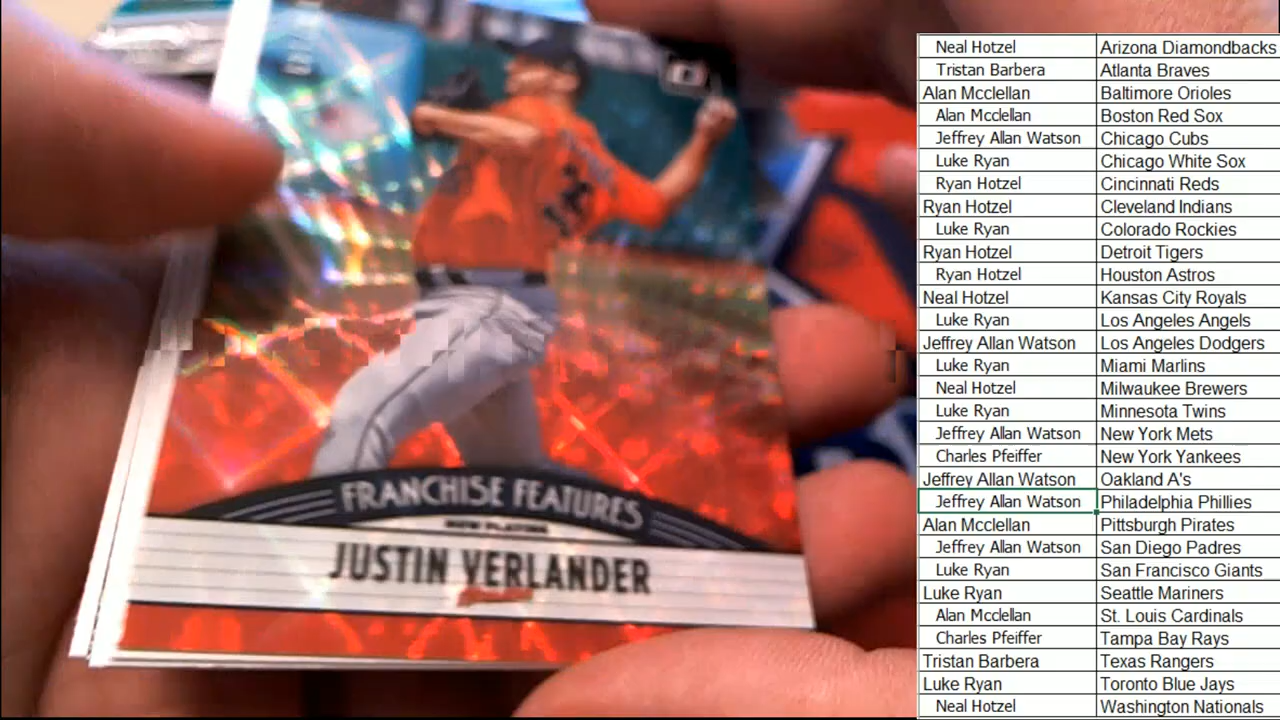 FRANCHISE FEATURES
NOW PLAYING
JUSTIN VERLANDER
Neal Hotzel Arizona Diamondbacks
Tristan Barbera Atlanta Braves
Alan Mcclellan Baltimore Orioles
Alan Mcclellan Boston Red Sox
Jeffrey Allan Watson Chicago Cubs
Luke Ryan Chicago White Sox
Ryan Hotzel Cincinnati Reds
Ryan Hotzel Cleveland Indians
Luke Ryan Colorado Rockies
Ryan Hotzel Detroit Tigers
Ryan Hotzel Houston Astros
Neal Hotzel Kansas City Royals
Luke Ryan Los Angeles Angels
Jeffrey Allan Watson Los Angeles Dodgers
Luke Ryan Miami Marlins
Neal Hotzel Milwaukee Brewers
Luke Ryan Minnesota Twins
Jeffrey Allan Watson New York Mets
Charles Pfeiffer New York Yankees
Jeffrey Allan Watson Oakland A's
Jeffrey Allan Watson Philadelphia Phillies
Alan Mcclellan Pittsburgh Pirates
Jeffrey Allan Watson San Diego Padres
Luke Ryan San Francisco Giants
Luke Ryan Seattle Mariners
Alan Mcclellan St. Louis Cardinals
Charles Pfeiffer Tampa Bay Rays
Tristan Barbera Texas Rangers
Luke Ryan Toronto Blue Jays
Neal Hotzel Washington Nationals